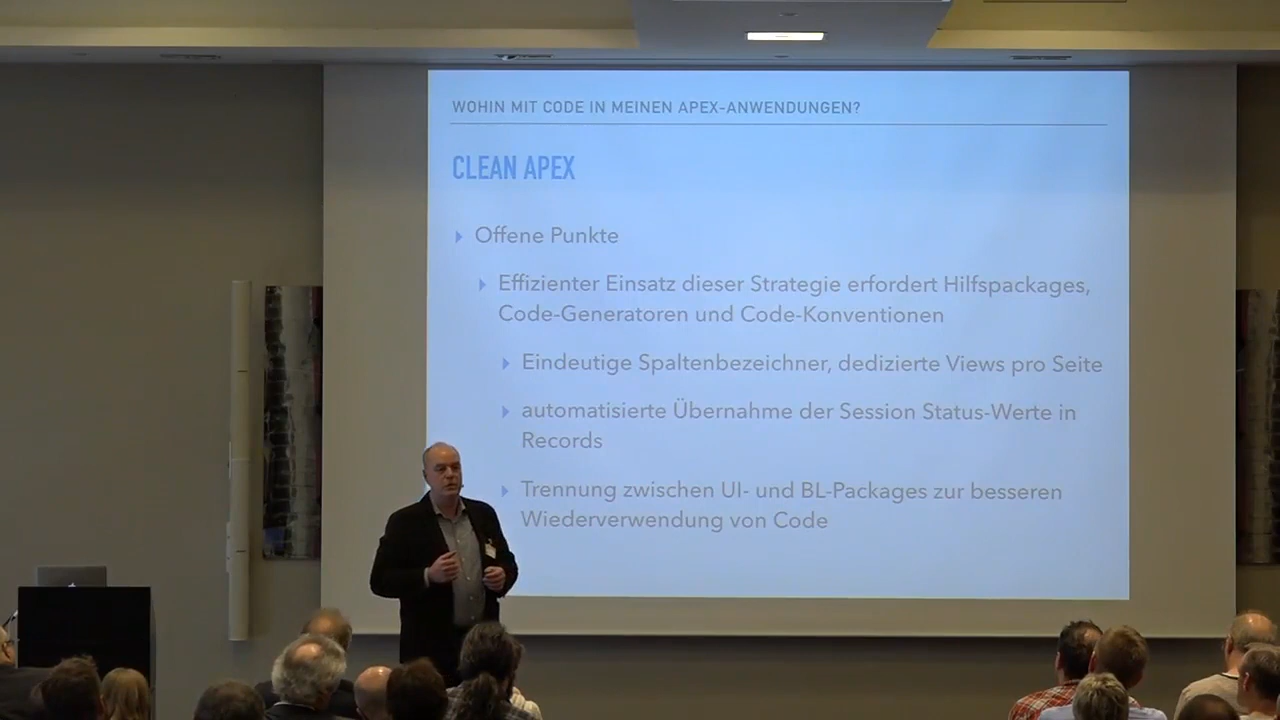 WOHIN MIT CODE IN MEINEN APEX-ANWENDUNGEN?
CLEAN APEX
Offene Punkte
Effizienter Einsatz dieser Strategie erfordert Hilfspackages,
Code-Generatoren und Code-Konventionen
Eindeutige Spaltenbezeichner, dedizierte Views pro Seite
automatisierte Übernahme der Session Status-Werte in
Records
Trennung zwischen UI- und BL-Packages zur besseren
Wiederverwendung von Code